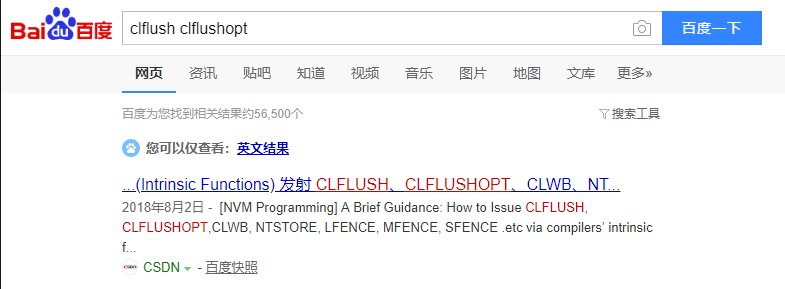 Bai du 百度 clflush clflushopt 百度一下
网页 资讯 贴吧 知道 视频 音乐 图片 地图 文库 更多»
百度为您找到相关结果约56,500个 搜索工具
您可以仅查看：英文结果
...(Intrinsic Functions) 发射 CLFLUSH、CLFLUSHOPT、CLWB、NT...
2018年8月2日 - [NVM Programming] A Brief Guidance: How to Issue CLFLUSH,
CLFLUSHOPT,CLWB, NTSTORE, LFENCE, MFENCE, SFENCE .etc via compilers' intrinsic
f...
CSDN CSDN - 百度快照